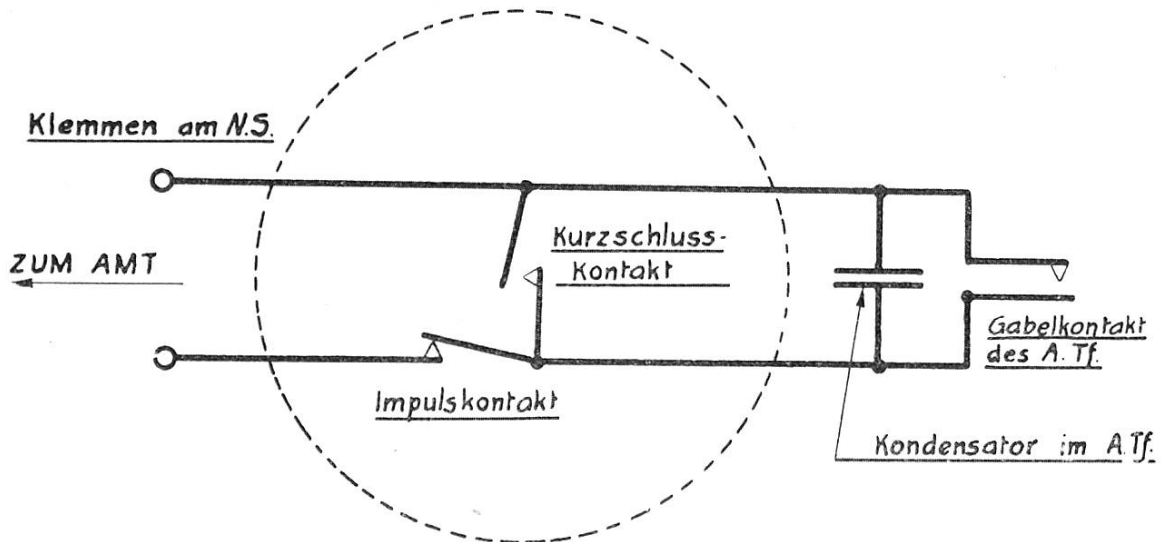 Klemmen am N.S.
ZUM AMT
Kurzschluss-
Kontakt
Impulskontakt
Gabelkontakt
des A.Tf.
Kondensator im A.Tf.